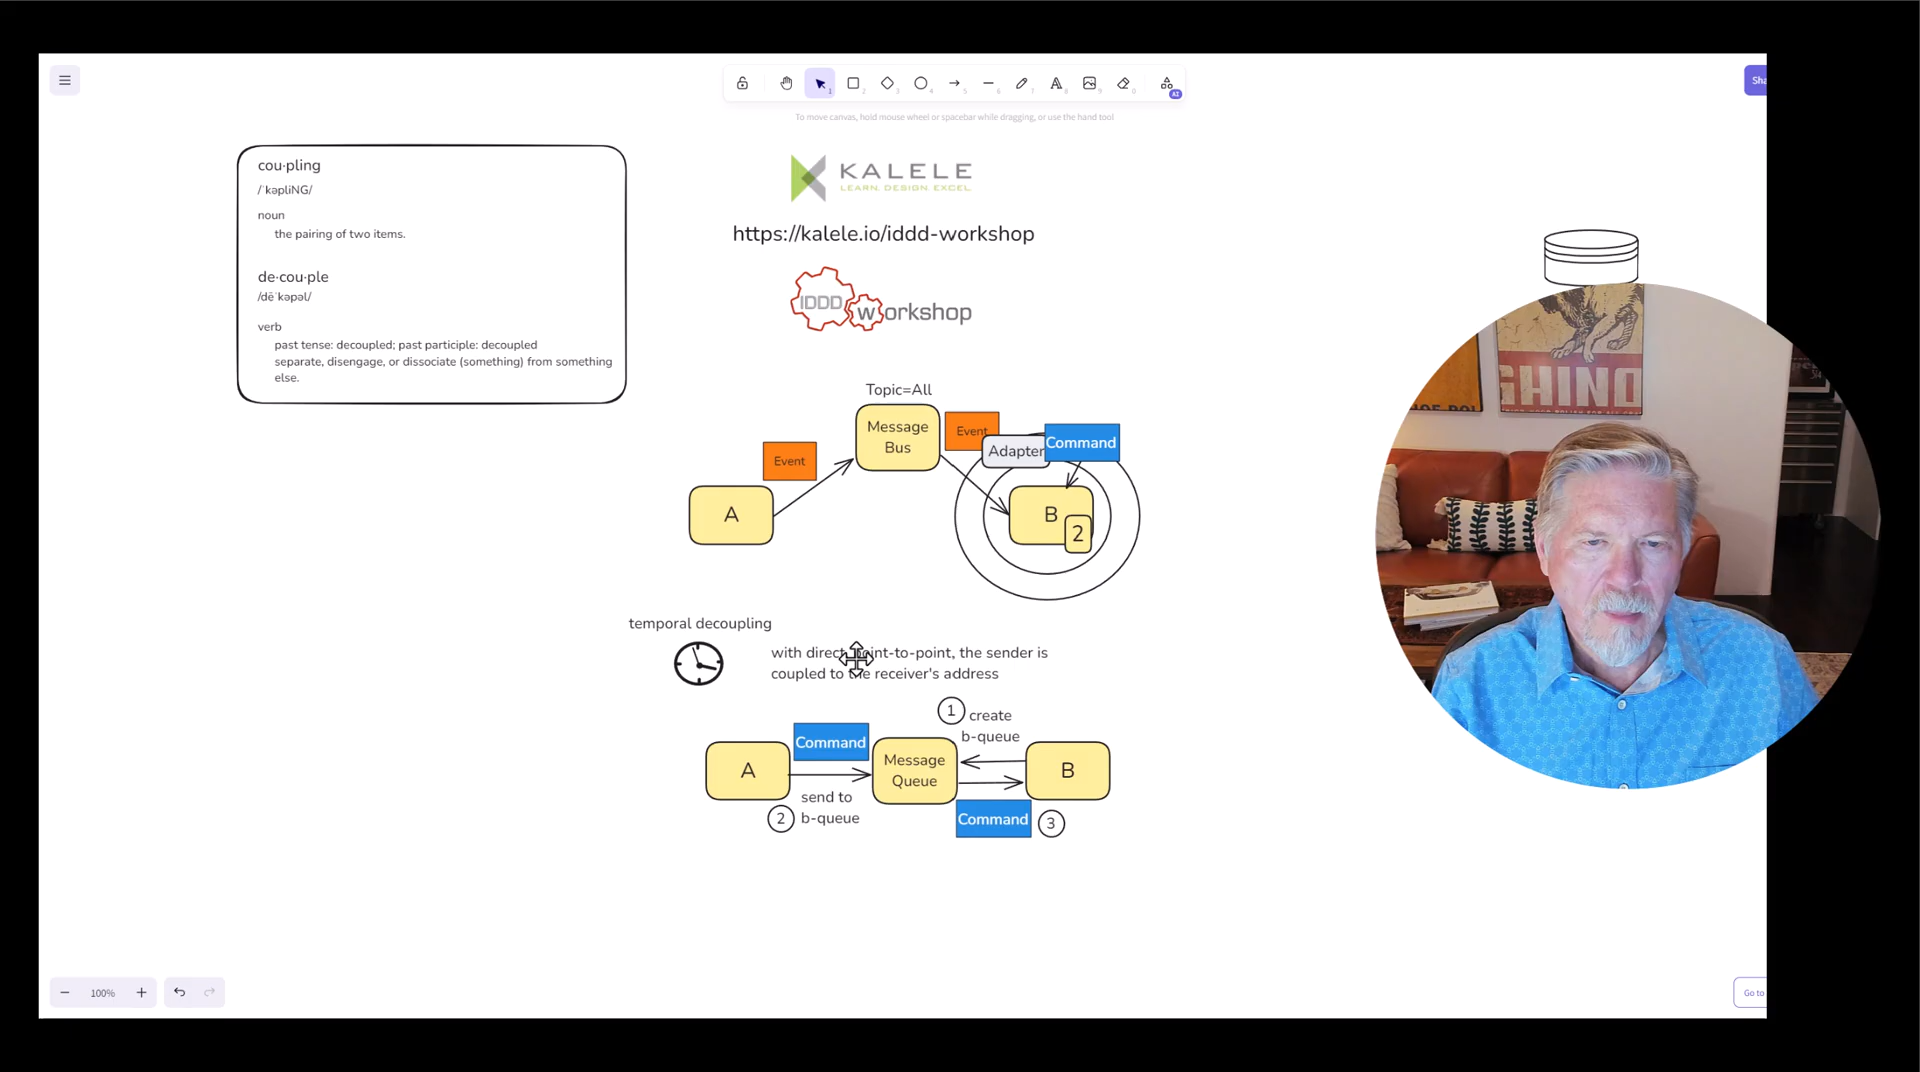 Sha
To move canvas, hold mouse wheel or spacebar while dragging, or use the hand tool
cou·pling
/ˈkəpliNG/
noun
the pairing of two items.
de·cou·ple
/dēˈkəpəl/
verb
past tense: decoupled; past participle: decoupled
separate, disengage, or dissociate (something) from something
else.
KALELE
LEARN. DESIGN. EXCEL.
https://kalele.io/iddd-workshop
IDDD
workshop
Topic=All
Message
Bus
Event
Event
Adapter
Command
A
B
2
temporal decoupling
with direct point-to-point, the sender is
coupled to the receiver's address
1
create
b-queue
A
Command
Message
Queue
B
2
send to
b-queue
Command
3
100%
Go to
GHINO